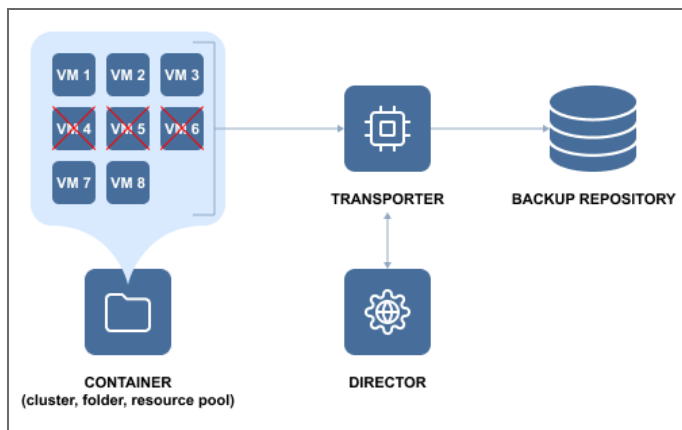 VM 1 VM 2 VM 3
VM 4 VM 5 VM 6
VM 7 VM 8
TRANSPORTER
BACKUP REPOSITORY
CONTAINER
(cluster, folder, resource pool)
DIRECTOR